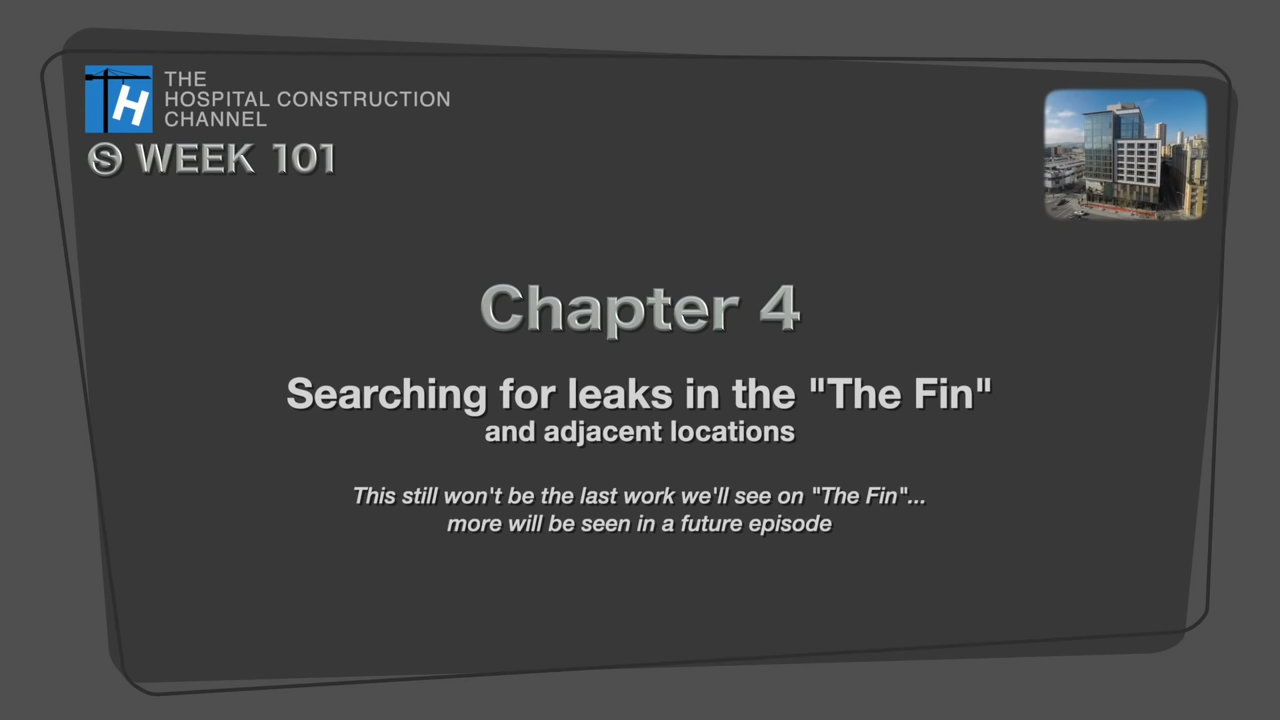 THE
HOSPITAL CONSTRUCTION
CHANNEL
H
S WEEK 101
Chapter 4
Searching for leaks in the "The Fin"
and adjacent locations
This still won't be the last work we'll see on "The Fin"...
more will be seen in a future episode